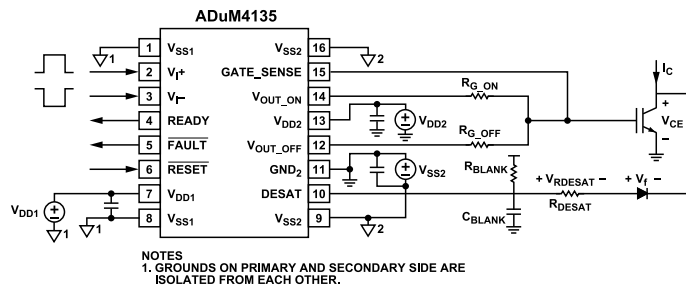 ADuM4135
1 VSS1
VSS2 16
2 VI+
GATE_SENSE 15
3 VI–
VOUT_ON 14
4 READY
VDD2 13
5 FAULT
VOUT_OFF 12
6 RESET
GND2 11
7 VDD1
DESAT 10
8 VSS1
VSS2 9
1
2
RG_ON
IC
+
VCE
–
VDD2
RG_OFF
VSS2
RBLANK
+ VRDESAT –
+ Vf –
RDESAT
CBLANK
VDD1
1
1
2
NOTES
1. GROUNDS ON PRIMARY AND SECONDARY SIDE ARE
ISOLATED FROM EACH OTHER.